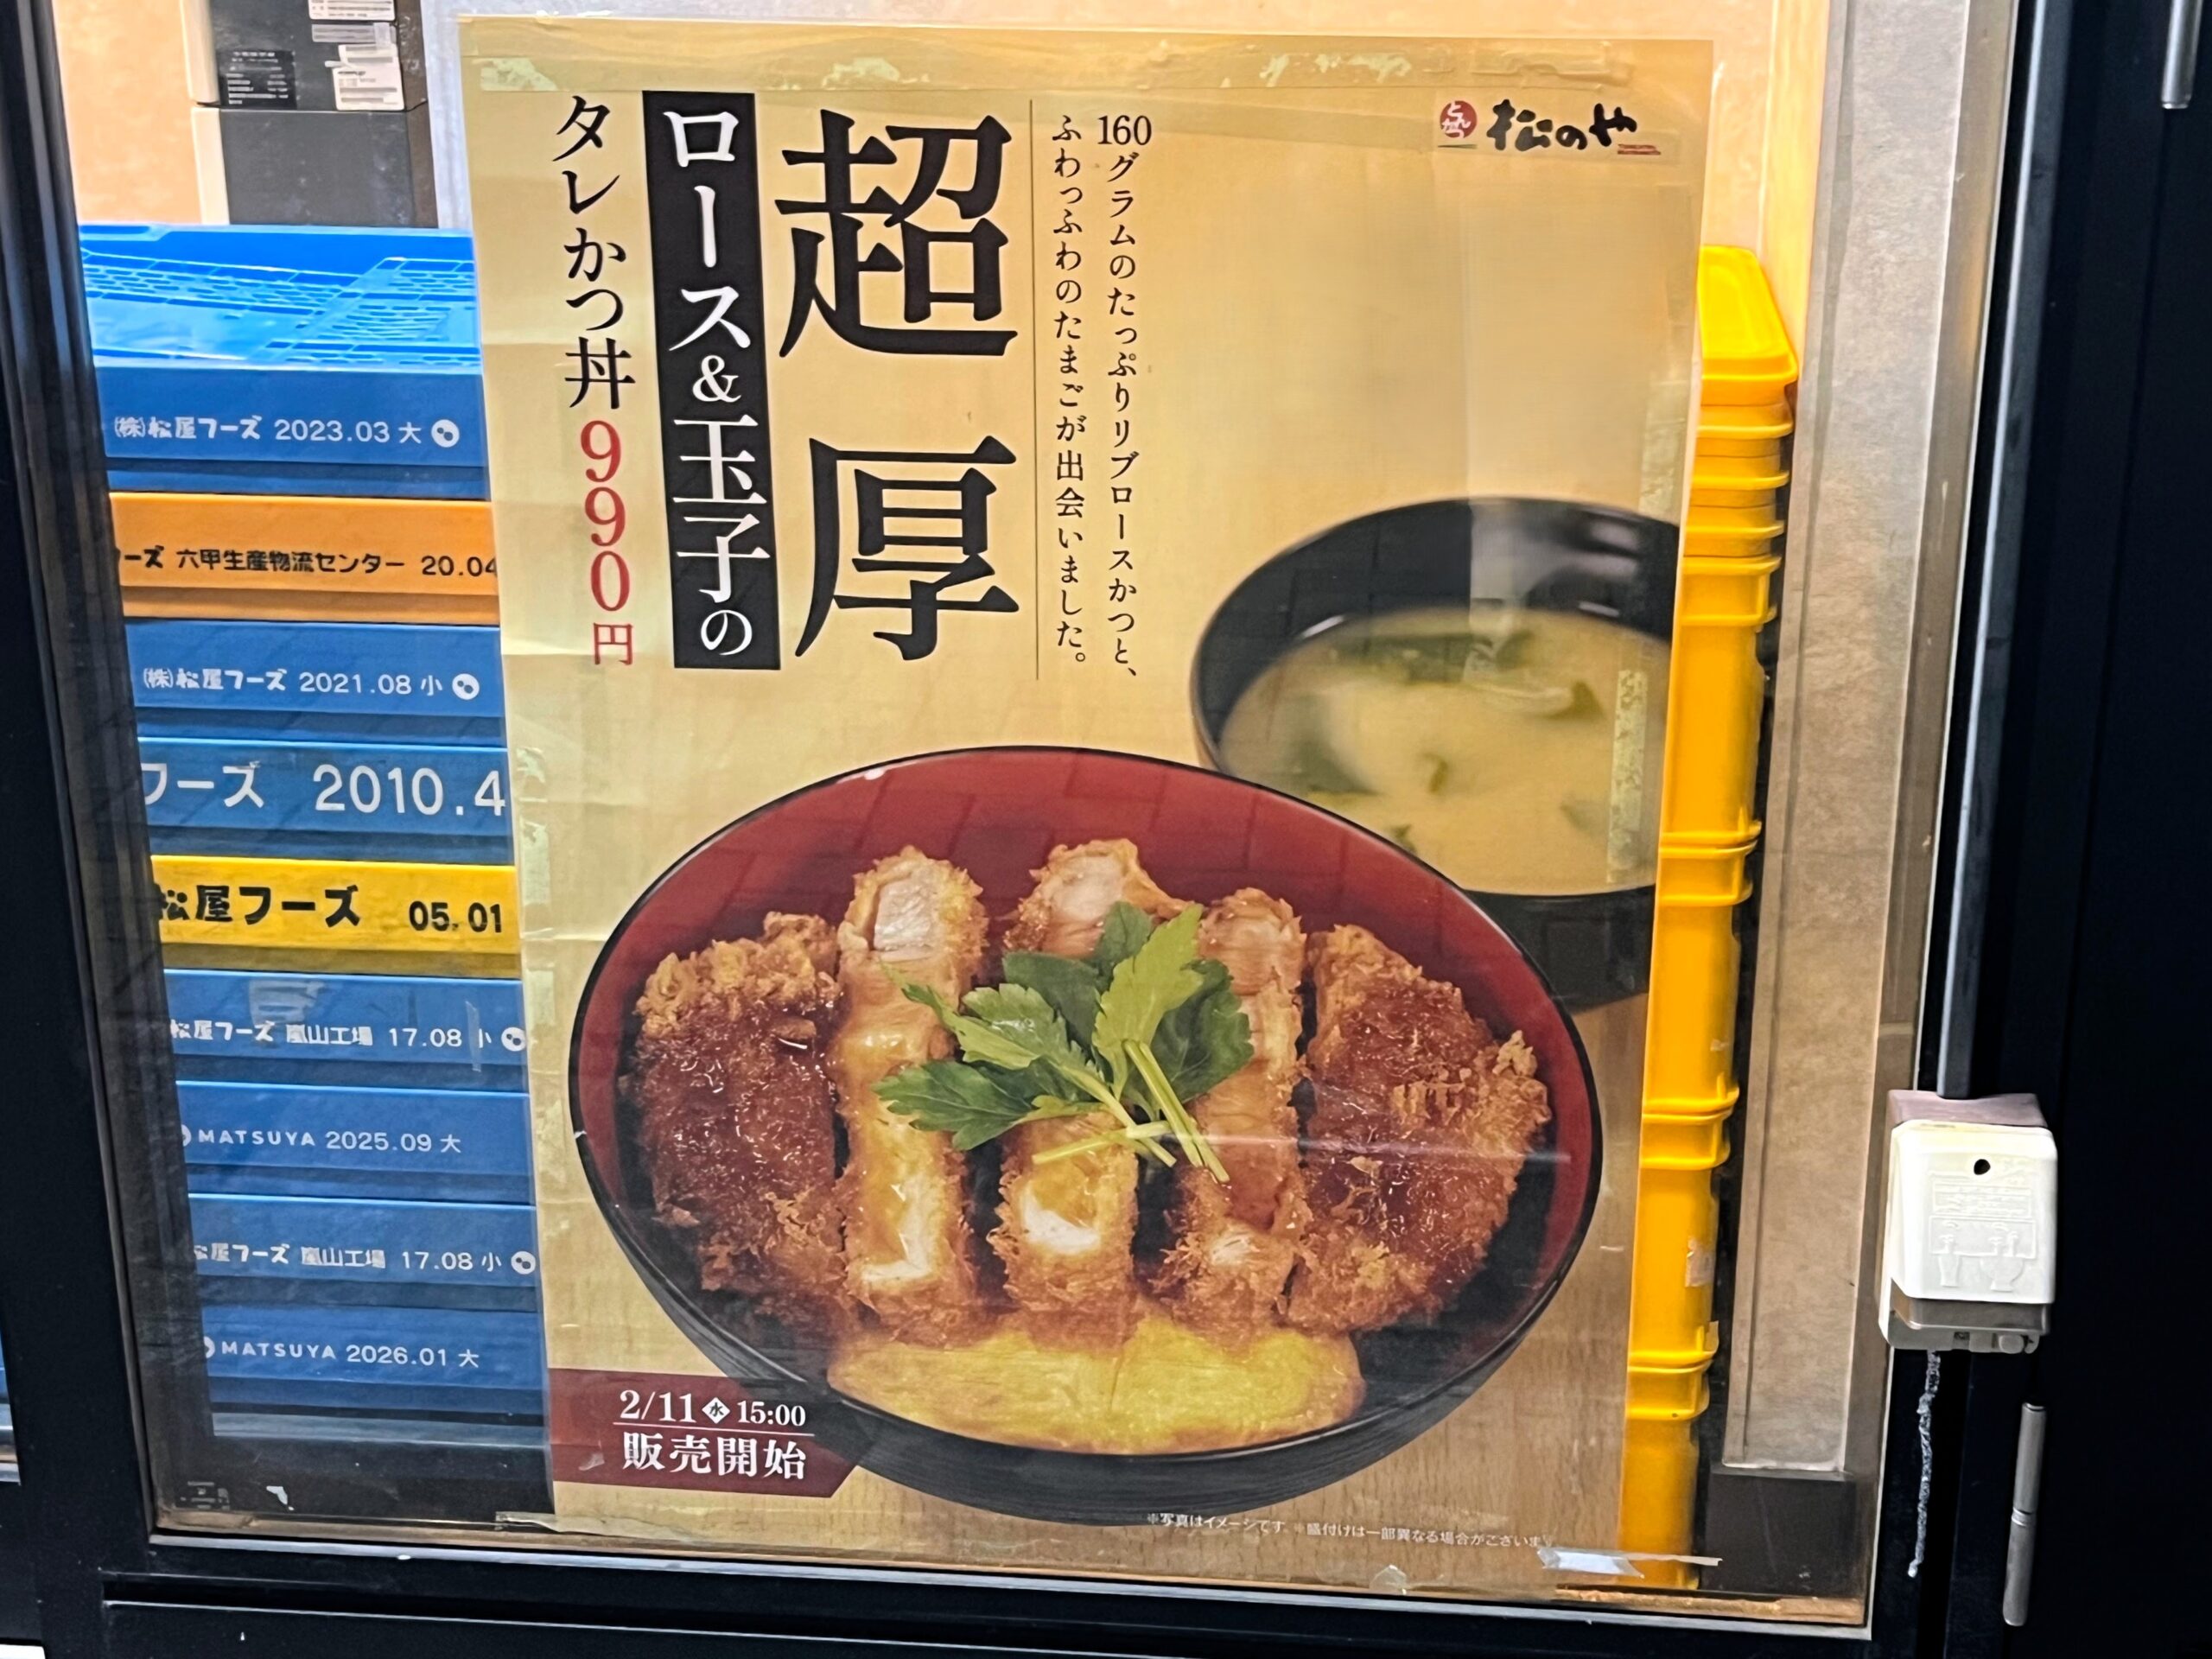 とんかつ 松のや
160グラムのたっぷりリブロースかつと、
ふわっふわのたまごが出会いました。
超厚
ロース&玉子の
タレかつ丼 990円
2/11 水 15:00
販売開始
※写真はイメージです。※盛付けは一部異なる場合がございま
㈱松屋フーズ 2023.03 大
ーズ 六甲生産物流センター 20.04
㈱松屋フーズ 2021.08 小
フーズ 2010.4
松屋フーズ 05.01
松屋フーズ 嵐山工場 17.08 小
MATSUYA 2025.09 大
松屋フーズ 嵐山工場 17.08 小
MATSUYA 2026.01 大